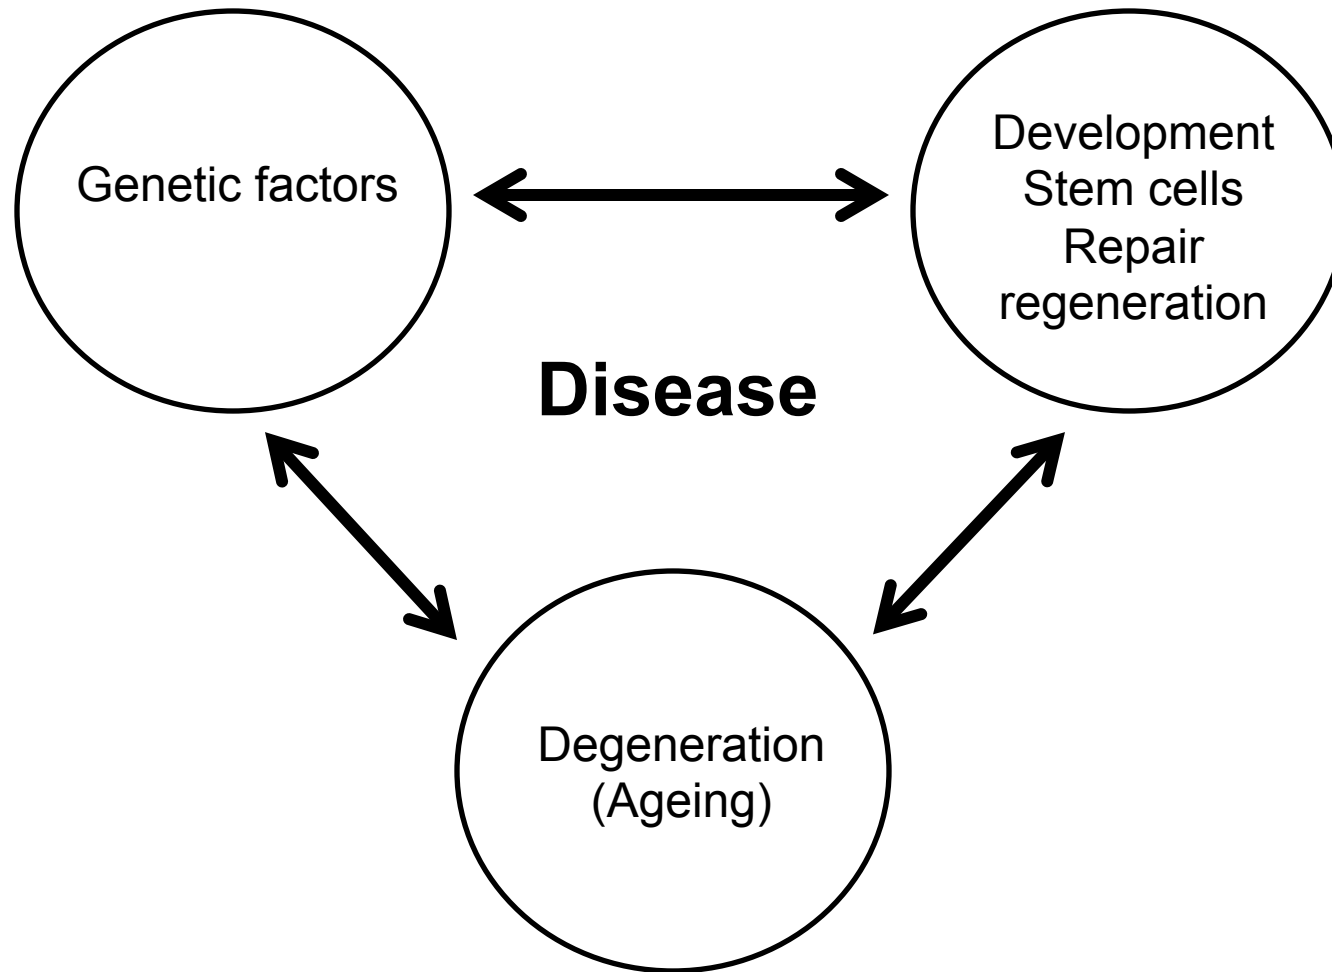 Genetic factors
Development
Stem cells
Repair
regeneration
Disease
Degeneration
(Ageing)